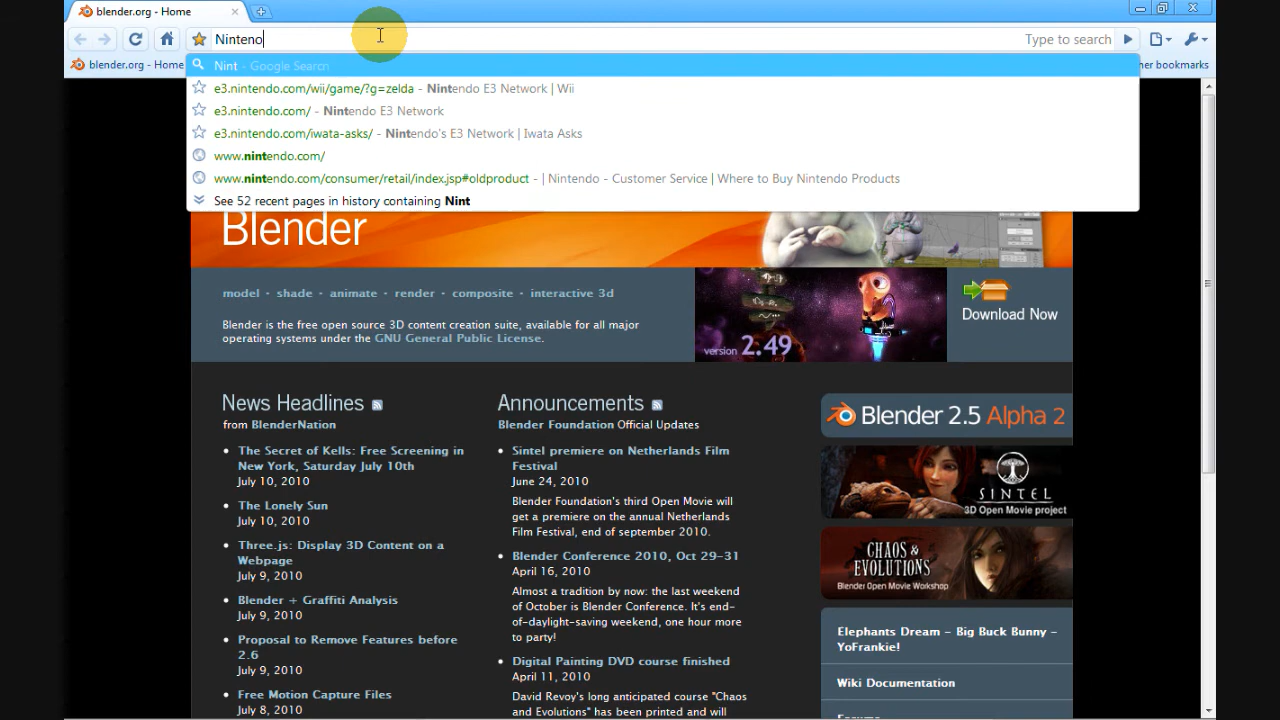 blender.org - Home
Ninteno
Type to search
blender.org - Home
her bookmarks
Nint - Google Search
e3.nintendo.com/wii/game/?g=zelda - Nintendo E3 Network | Wii
e3.nintendo.com/ - Nintendo E3 Network
e3.nintendo.com/iwata-asks/ - Nintendo's E3 Network | Iwata Asks
www.nintendo.com/
www.nintendo.com/consumer/retail/index.jsp#oldproduct - | Nintendo - Customer Service | Where to Buy Nintendo Products
See 52 recent pages in history containing Nint
Blender
model · shade · animate · render · composite · interactive 3d
Blender is the free open source 3D content creation suite, available for all major
operating systems under the GNU General Public License.
version 2.49
Download Now
News Headlines
from BlenderNation
The Secret of Kells: Free Screening in
New York, Saturday July 10th
July 10, 2010
The Lonely Sun
July 10, 2010
Three.js: Display 3D Content on a
Webpage
July 9, 2010
Blender + Graffiti Analysis
July 9, 2010
Proposal to Remove Features before
2.6
July 9, 2010
Free Motion Capture Files
July 8, 2010
Announcements
Blender Foundation Official Updates
Sintel premiere on Netherlands Film
Festival
June 24, 2010
Blender Foundation's third Open Movie will
get a premiere on the annual Netherlands
Film Festival, end of september 2010.
Blender Conference 2010, Oct 29-31
April 16, 2010
Almost a tradition by now: the last weekend
of October is Blender Conference. It's end-
of-daylight-saving weekend, one hour more
to party!
Digital Painting DVD course finished
April 11, 2010
David Revoy's long anticipated course "Chaos
and Evolutions" has been printed and will
Blender 2.5 Alpha 2
SINTEL
3D Open Movie project
CHAOS &
EVOLUTIONS
Blender Open Movie Workshop
Elephants Dream - Big Buck Bunny -
YoFrankie!
Wiki Documentation
Forums